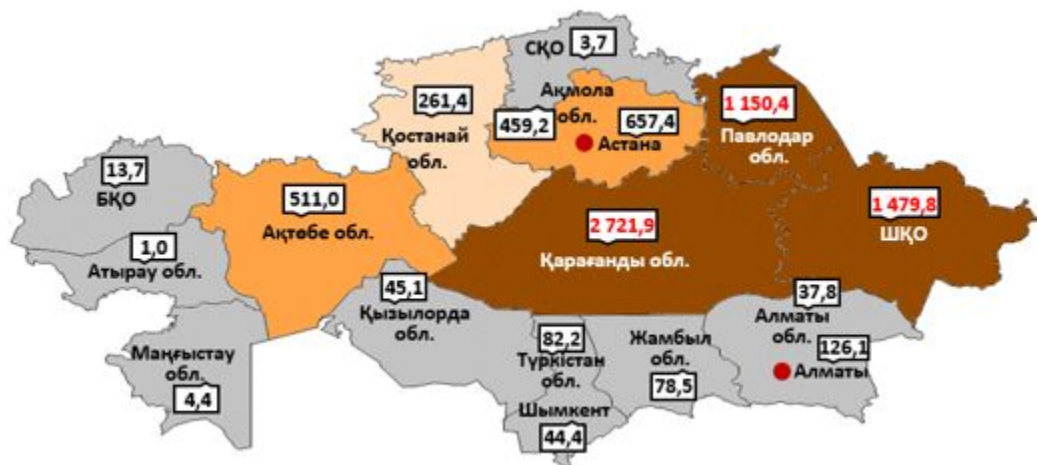 СҚО
3,7
261,4
Қостанай
обл.
Ақмола
обл.
459,2
657,4
Астана
1 150,4
Павлодар
обл.
13,7
БҚО
511,0
Ақтөбе обл.
2 721,9
Қарағанды обл.
1 479,8
ШҚО
1,0
Атырау обл.
45,1
Қызылорда
обл.
37,8
Алматы
обл.
126,1
Алматы
Маңғыстау
обл.
4,4
82,2
Түркістан
обл.
Жамбыл
обл.
78,5
Шымкент
44,4